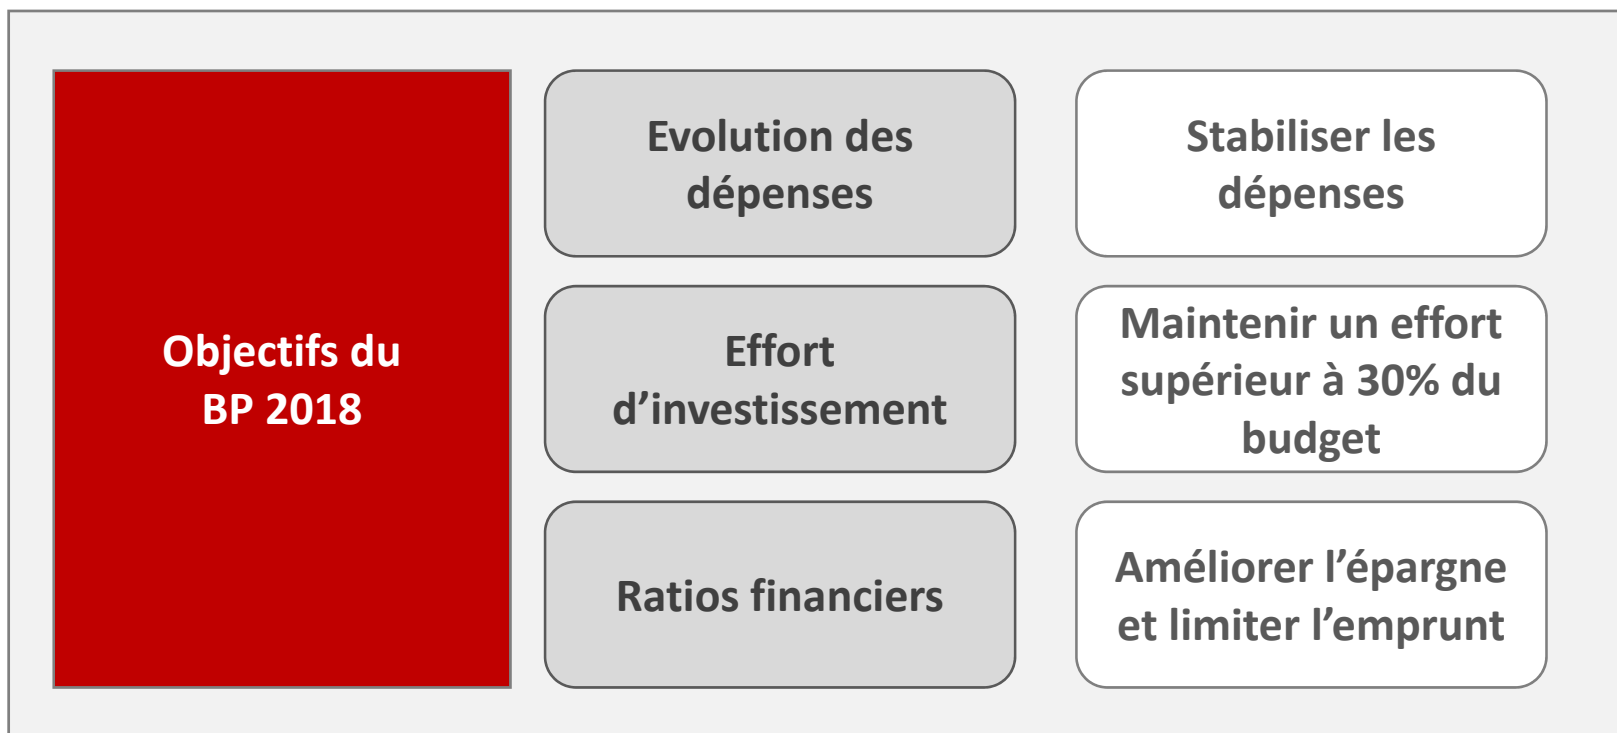 Objectifs du
BP 2018
Evolution des
dépenses
Stabiliser les
dépenses
Effort
d’investissement
Maintenir un effort
supérieur à 30% du
budget
Ratios financiers
Améliorer l’épargne
et limiter l’emprunt